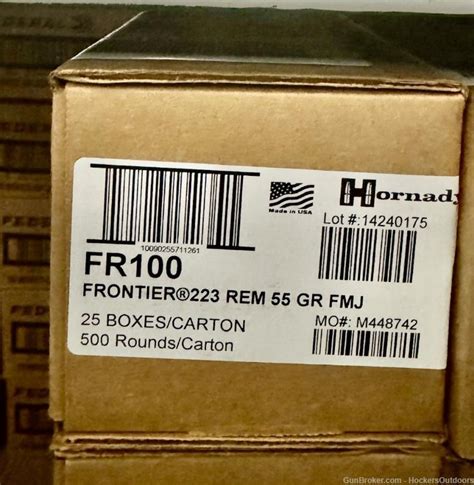 Made in USA
Hornady
Lot #:14240175
10090255711261
FR100
FRONTIER®223 REM 55 GR FMJ
25 BOXES/CARTON
MO#: M448742
500 Rounds/Carton
GunBroker.com - HockersOutdoors